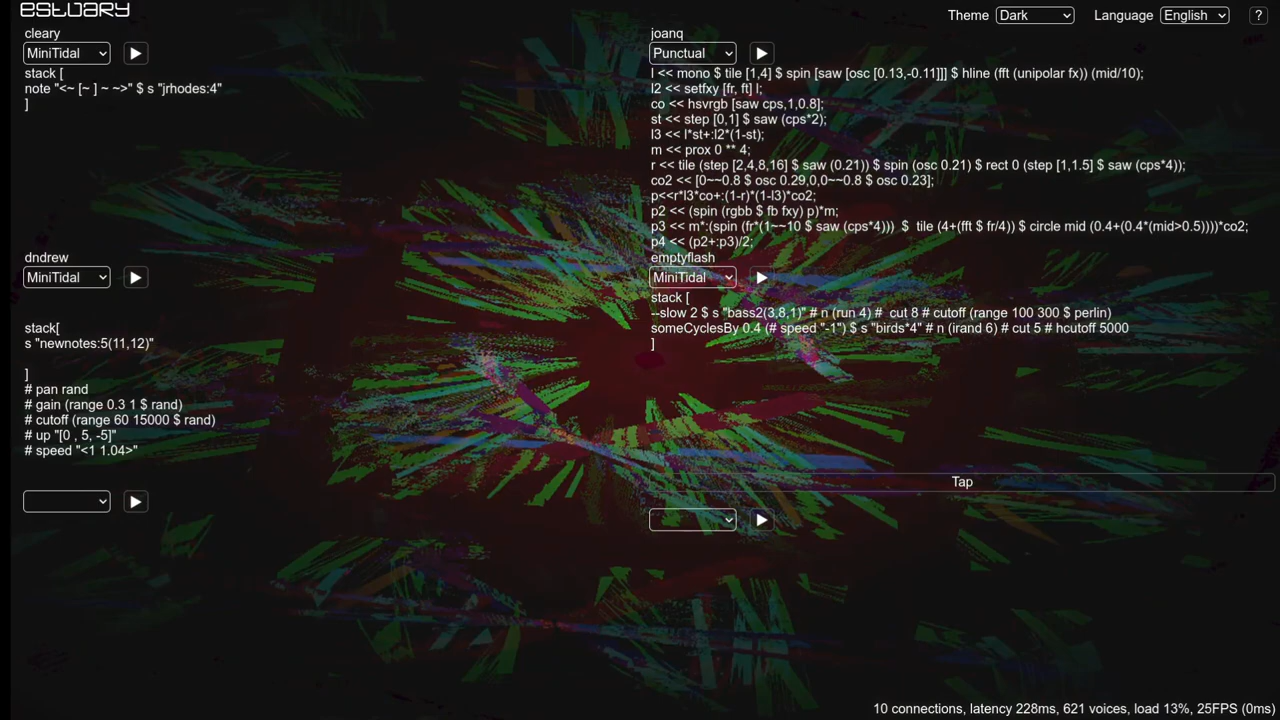 estuary
Theme Dark Language English ?
cleary
MiniTidal
stack [
note "<~ [~ ] ~ ~>" $ s "jrhodes:4"
]
joanq
Punctual
l << mono $ tile [1,4] $ spin [saw [osc [0.13,-0.11]]] $ hline (fft (unipolar fx)) (mid/10);
l2 << setfxy [fr, ft] l;
co << hsvrgb [saw cps,1,0.8];
st << step [0,1] $ saw (cps*2);
l3 << l*st+:l2*(1-st);
m << prox 0 ** 4;
r << tile (step [2,4,8,16] $ saw (0.21)) $ spin (osc 0.21) $ rect 0 (step [1,1.5] $ saw (cps*4));
co2 << [0~~0.8 $ osc 0.29,0,0~~0.8 $ osc 0.23];
p<<r*l3*co+:(1-r)*(1-l3)*co2;
p2 << (spin (rgbb $ fb fxy) p)*m;
p3 << m*:(spin (fr*(1~~10 $ saw (cps*4))) $ tile (4+(fft $ fr/4)) $ circle mid (0.4+(0.4*(mid>0.5))))*co2;
p4 << (p2+:p3)/2;
dndrew
MiniTidal
stack[
s "newnotes:5(11,12)"
]
# pan rand
# gain (range 0.3 1 $ rand)
# cutoff (range 60 15000 $ rand)
# up "[0 , 5, -5]"
# speed "<1 1.04>"
emptyflash
MiniTidal
stack [
--slow 2 $ s "bass2(3,8,1)" # n (run 4) # cut 8 # cutoff (range 100 300 $ perlin)
someCyclesBy 0.4 (# speed "-1") $ s "birds*4" # n (irand 6) # cut 5 # hcutoff 5000
]
Tap
10 connections, latency 228ms, 621 voices, load 13%, 25FPS (0ms)